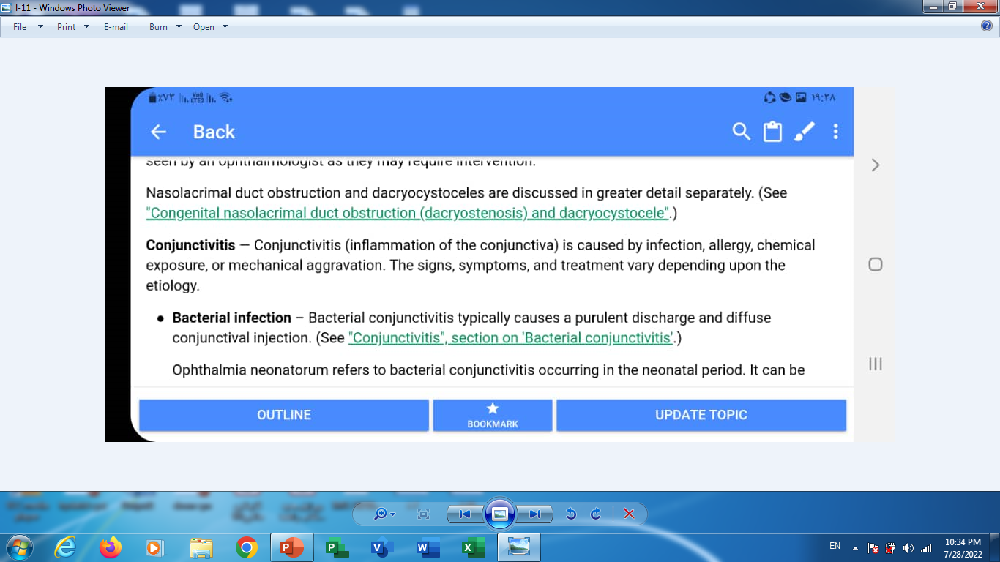 I-11 - Windows Photo Viewer
File Print E-mail Burn Open
٪۷۳ Vo) LTE2 ۱۹:۳۸
Back
seen by an ophthalmologist as they may require intervention.
Nasolacrimal duct obstruction and dacryocystoceles are discussed in greater detail separately. (See
"Congenital nasolacrimal duct obstruction (dacryostenosis) and dacryocystocele".)
Conjunctivitis — Conjunctivitis (inflammation of the conjunctiva) is caused by infection, allergy, chemical
exposure, or mechanical aggravation. The signs, symptoms, and treatment vary depending upon the
etiology.
● Bacterial infection – Bacterial conjunctivitis typically causes a purulent discharge and diffuse
conjunctival injection. (See "Conjunctivitis", section on 'Bacterial conjunctivitis'.)
Ophthalmia neonatorum refers to bacterial conjunctivitis occurring in the neonatal period. It can be
OUTLINE BOOKMARK UPDATE TOPIC
EN 10:34 PM
7/28/2022